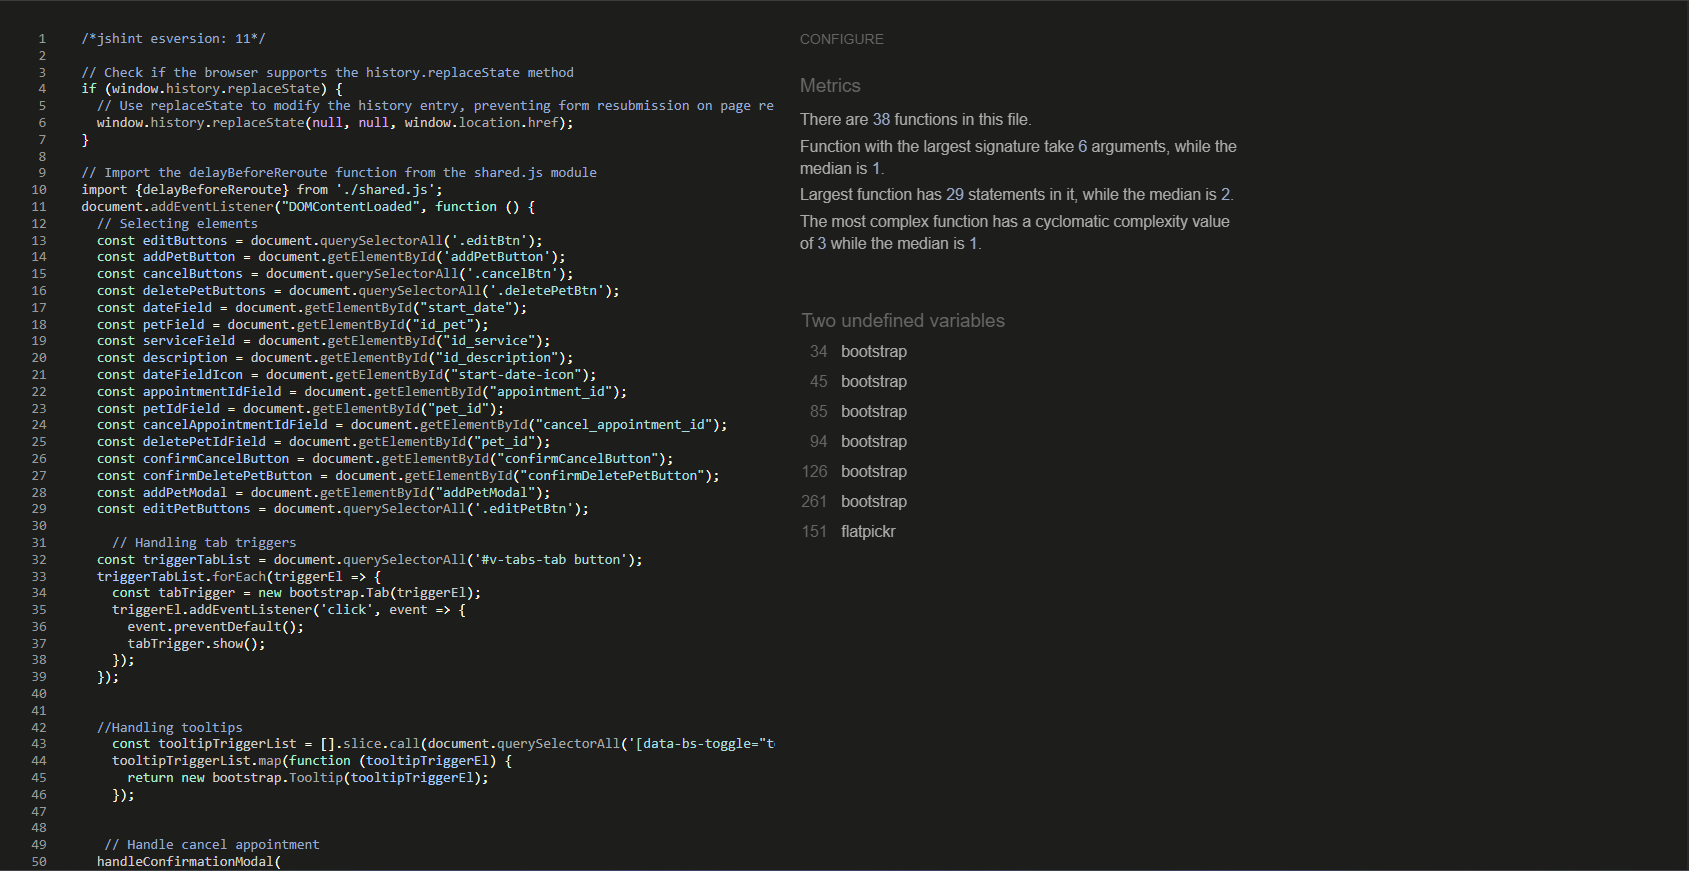 1 /*jshint esversion: 11*/
2
3 // Check if the browser supports the history.replaceState method
4 if (window.history.replaceState) {
5 // Use replaceState to modify the history entry, preventing form resubmission on page re
6 window.history.replaceState(null, null, window.location.href);
7 }
8
9 // Import the delayBeforeReroute function from the shared.js module
10 import {delayBeforeReroute} from './shared.js';
11 document.addEventListener("DOMContentLoaded", function () {
12 // Selecting elements
13 const editButtons = document.querySelectorAll('.editBtn');
14 const addPetButton = document.getElementById('addPetButton');
15 const cancelButtons = document.querySelectorAll('.cancelBtn');
16 const deletePetButtons = document.querySelectorAll('.deletePetBtn');
17 const dateField = document.getElementById("start_date");
18 const petField = document.getElementById("id_pet");
19 const serviceField = document.getElementById("id_service");
20 const description = document.getElementById("id_description");
21 const dateFieldIcon = document.getElementById("start-date-icon");
22 const appointmentIdField = document.getElementById("appointment_id");
23 const petIdField = document.getElementById("pet_id");
24 const cancelAppointmentIdField = document.getElementById("cancel_appointment_id");
25 const deletePetIdField = document.getElementById("pet_id");
26 const confirmCancelButton = document.getElementById("confirmCancelButton");
27 const confirmDeletePetButton = document.getElementById("confirmDeletePetButton");
28 const addPetModal = document.getElementById("addPetModal");
29 const editPetButtons = document.querySelectorAll('.editPetBtn');
30
31 // Handling tab triggers
32 const triggerTabList = document.querySelectorAll('#v-tabs-tab button');
33 triggerTabList.forEach(triggerEl => {
34 const tabTrigger = new bootstrap.Tab(triggerEl);
35 triggerEl.addEventListener('click', event => {
36 event.preventDefault();
37 tabTrigger.show();
38 });
39 });
40
41
42 //Handling tooltips
43 const tooltipTriggerList = [].slice.call(document.querySelectorAll('[data-bs-toggle="t
44 tooltipTriggerList.map(function (tooltipTriggerEl) {
45 return new bootstrap.Tooltip(tooltipTriggerEl);
46 });
47
48
49 // Handle cancel appointment
50 handleConfirmationModal(
CONFIGURE
Metrics
There are 38 functions in this file.
Function with the largest signature take 6 arguments, while the
median is 1.
Largest function has 29 statements in it, while the median is 2.
The most complex function has a cyclomatic complexity value
of 3 while the median is 1.
Two undefined variables
34 bootstrap
45 bootstrap
85 bootstrap
94 bootstrap
126 bootstrap
261 bootstrap
151 flatpickr